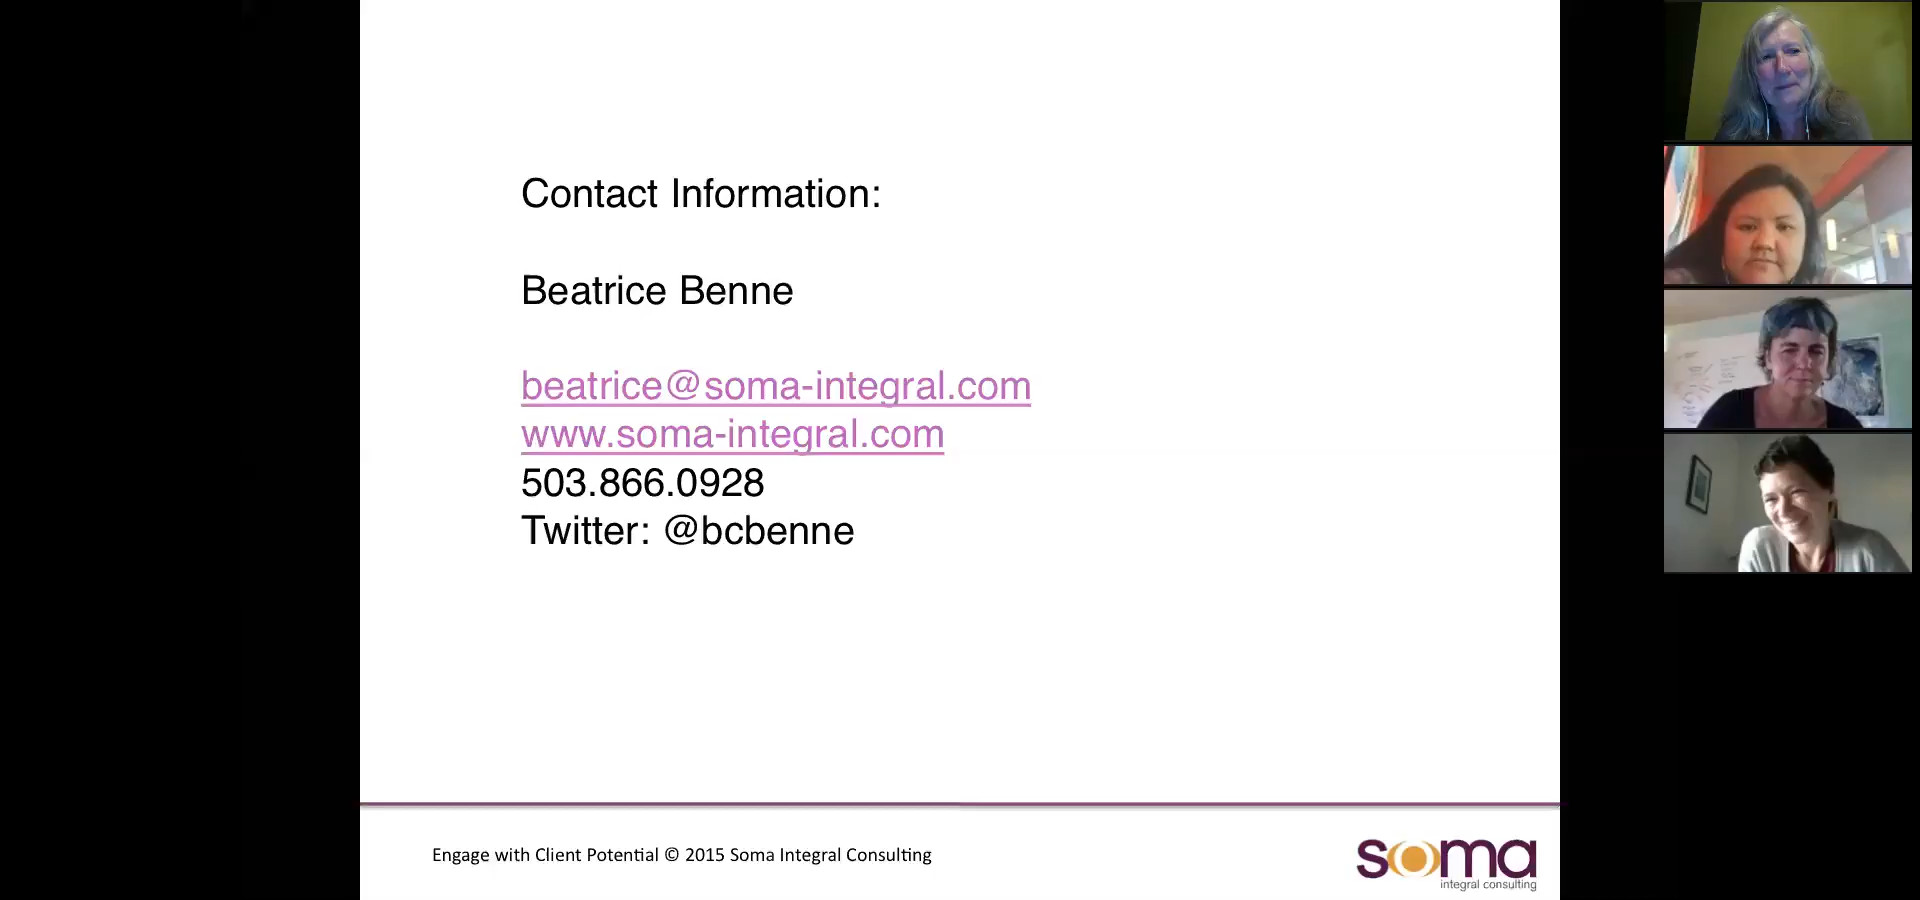 Contact Information:
Beatrice Benne
beatrice@soma-integral.com
www.soma-integral.com
503.866.0928
Twitter: @bcbenne
Engage with Client Potential © 2015 Soma Integral Consulting
soma
integral consulting